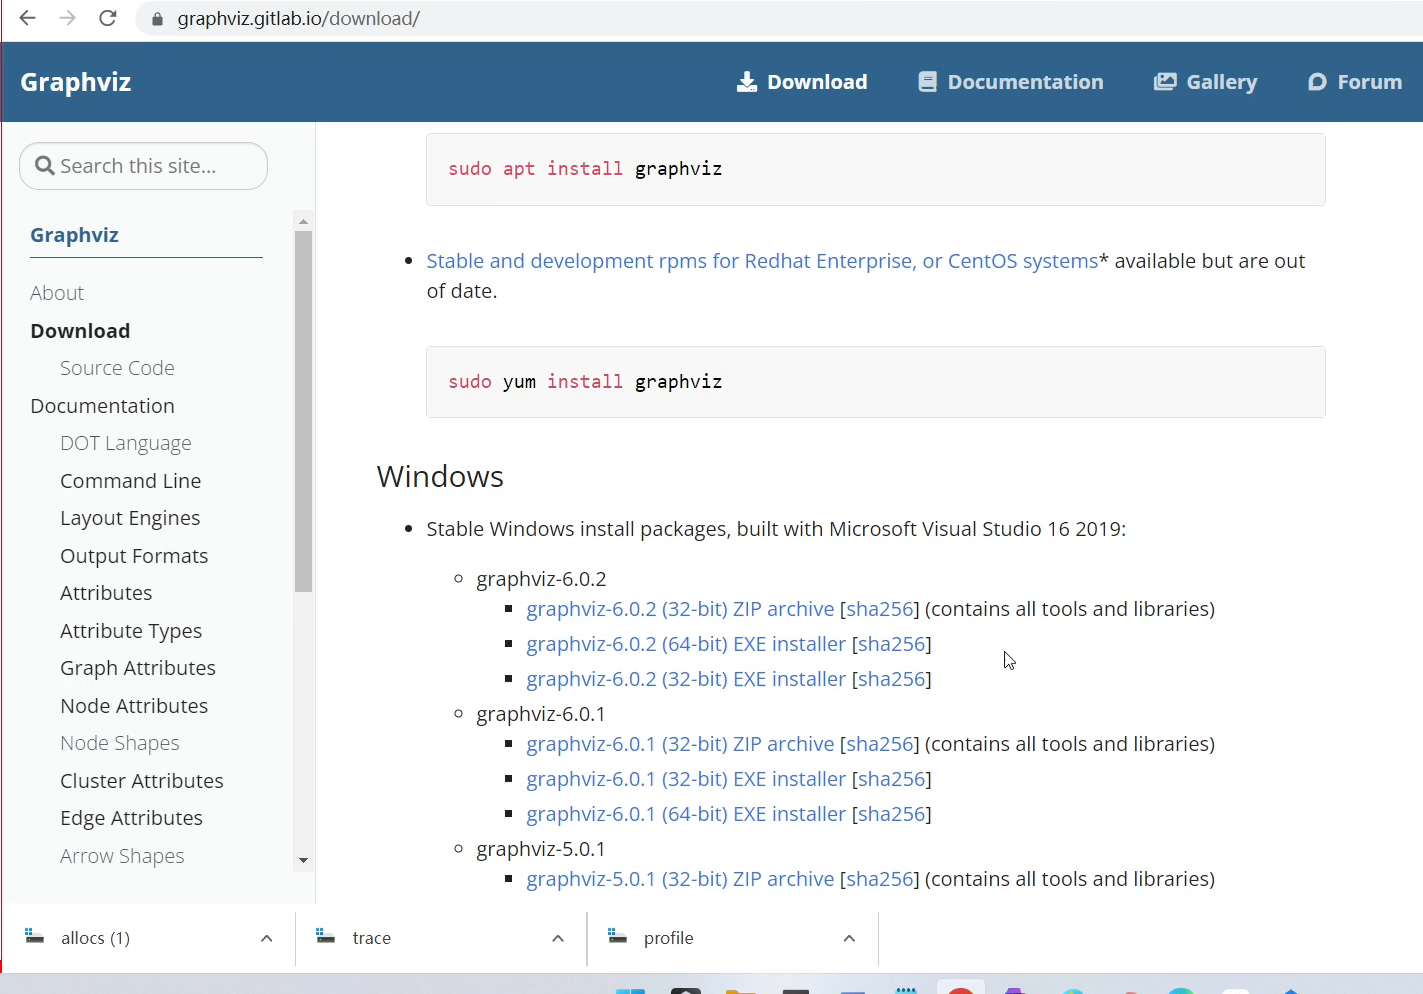 graphviz.gitlab.io/download/
Graphviz
Download
Documentation
Gallery
Forum
Search this site...
Graphviz
About
Download
Source Code
Documentation
DOT Language
Command Line
Layout Engines
Output Formats
Attributes
Attribute Types
Graph Attributes
Node Attributes
Node Shapes
Cluster Attributes
Edge Attributes
Arrow Shapes
sudo apt install graphviz
Stable and development rpms for Redhat Enterprise, or CentOS systems* available but are out
of date.
sudo yum install graphviz
Windows
Stable Windows install packages, built with Microsoft Visual Studio 16 2019:
graphviz-6.0.2
graphviz-6.0.2 (32-bit) ZIP archive [sha256] (contains all tools and libraries)
graphviz-6.0.2 (64-bit) EXE installer [sha256]
graphviz-6.0.2 (32-bit) EXE installer [sha256]
graphviz-6.0.1
graphviz-6.0.1 (32-bit) ZIP archive [sha256] (contains all tools and libraries)
graphviz-6.0.1 (32-bit) EXE installer [sha256]
graphviz-6.0.1 (64-bit) EXE installer [sha256]
graphviz-5.0.1
graphviz-5.0.1 (32-bit) ZIP archive [sha256] (contains all tools and libraries)
allocs (1)
trace
profile